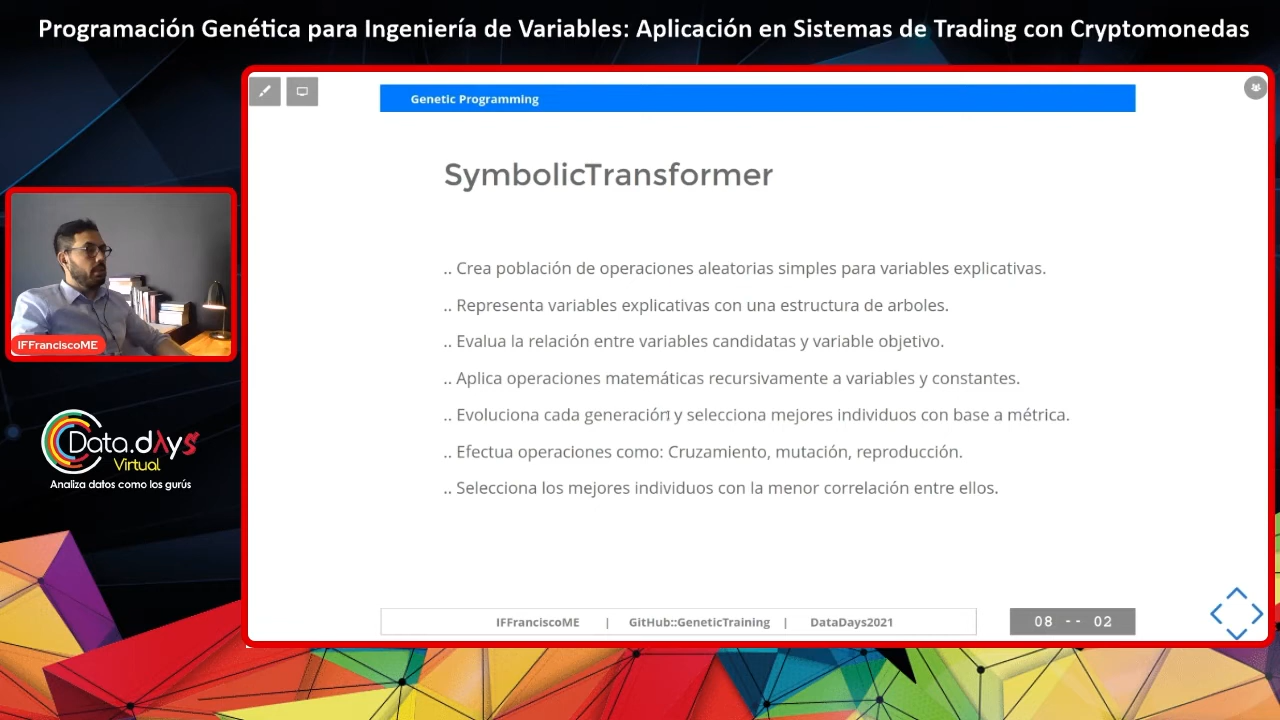 Programación Genética para Ingeniería de Variables: Aplicación en Sistemas de Trading con Cryptomonedas
Genetic Programming
SymbolicTransformer
.. Crea población de operaciones aleatorias simples para variables explicativas.
.. Representa variables explicativas con una estructura de arboles.
.. Evalua la relación entre variables candidatas y variable objetivo.
.. Aplica operaciones matemáticas recursivamente a variables y constantes.
.. Evoluciona cada generación y selecciona mejores individuos con base a métrica.
.. Efectua operaciones como: Cruzamiento, mutación, reproducción.
.. Selecciona los mejores individuos con la menor correlación entre ellos.
IFFranciscoME
Data.dAys
Virtual
Analiza datos como los gurús
IFFranciscoME | GitHub::GeneticTraining | DataDays2021
08 -- 02